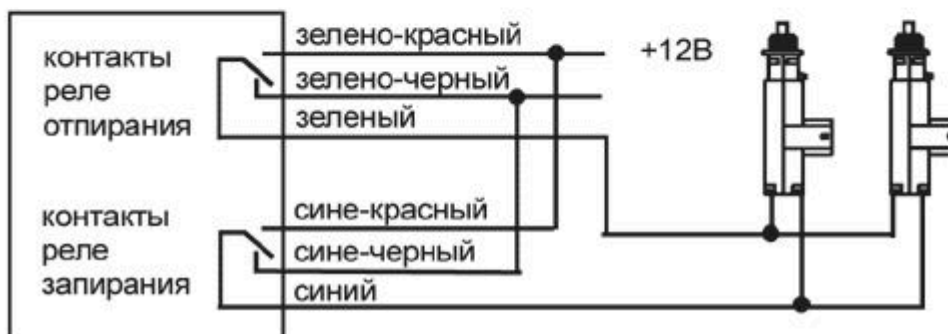 контакты
реле
отпирания
зелено-красный
зелено-черный
зеленый
+12В
контакты
реле
запирания
сине-красный
сине-черный
синий